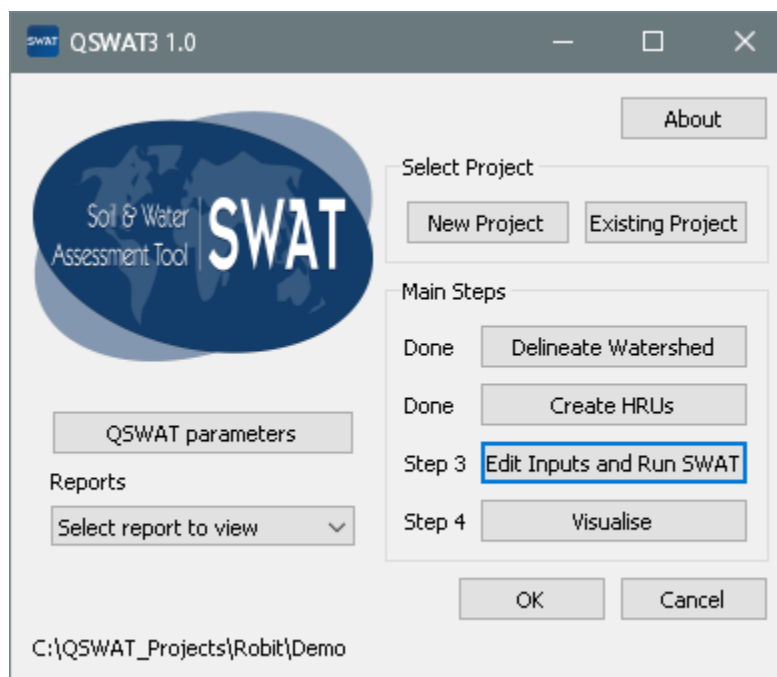 SWAT QSWAT3 1.0
About
Soil & Water
Assessment Tool
SWAT
Select Project
New Project
Existing Project
Main Steps
Done
Delineate Watershed
Done
Create HRUs
QSWAT parameters
Step 3
Edit Inputs and Run SWAT
Reports
Select report to view
Step 4
Visualise
OK
Cancel
C:\QSWAT_Projects\Robit\Demo